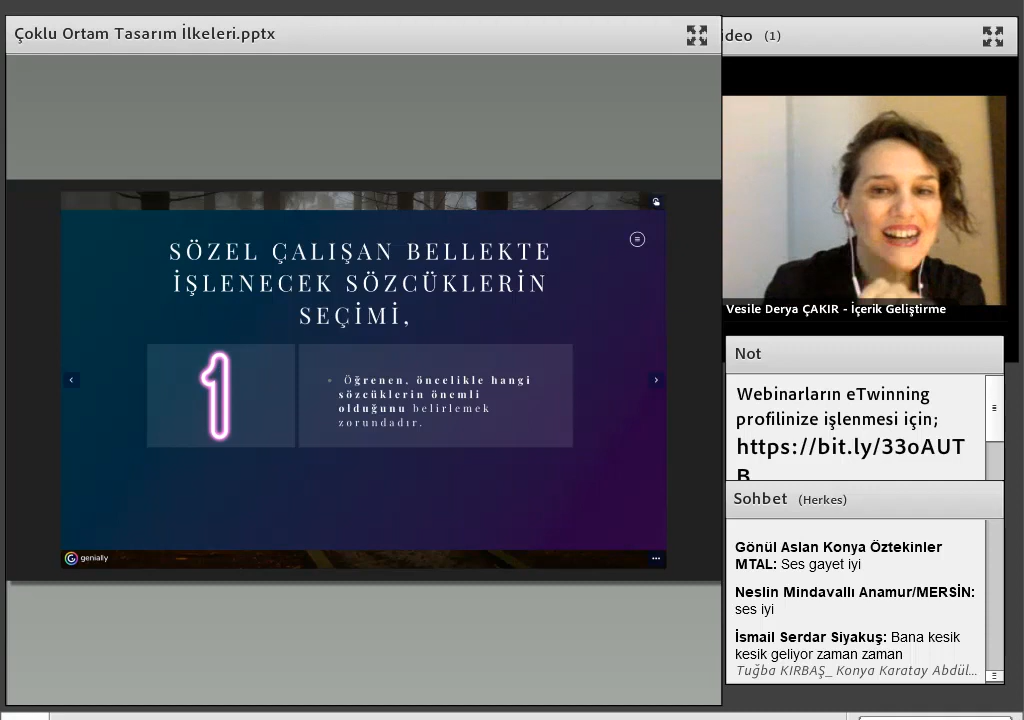 Çoklu Ortam Tasarım İlkeleri.pptx
ideo (1)
SÖZEL ÇALIŞAN BELLEKTE
İŞLENECEK SÖZCÜKLERİN
SEÇİMİ,
1
• Öğrenen, öncelikle hangi
sözcüklerin önemli
olduğunu belirlemek
zorundadır.
genially
Vesile Derya ÇAKIR - İçerik Geliştirme
Not
Webinarların eTwinning
profilinize işlenmesi için;
https://bit.ly/33oAUT
B
Sohbet (Herkes)
Gönül Aslan Konya Öztekinler
MTAL: Ses gayet iyi
Neslin Mindavallı Anamur/MERSİN:
ses iyi
İsmail Serdar Siyakuş: Bana kesik
kesik geliyor zaman zaman
Tuğba KIRBAŞ_ Konya Karatay Abdül...